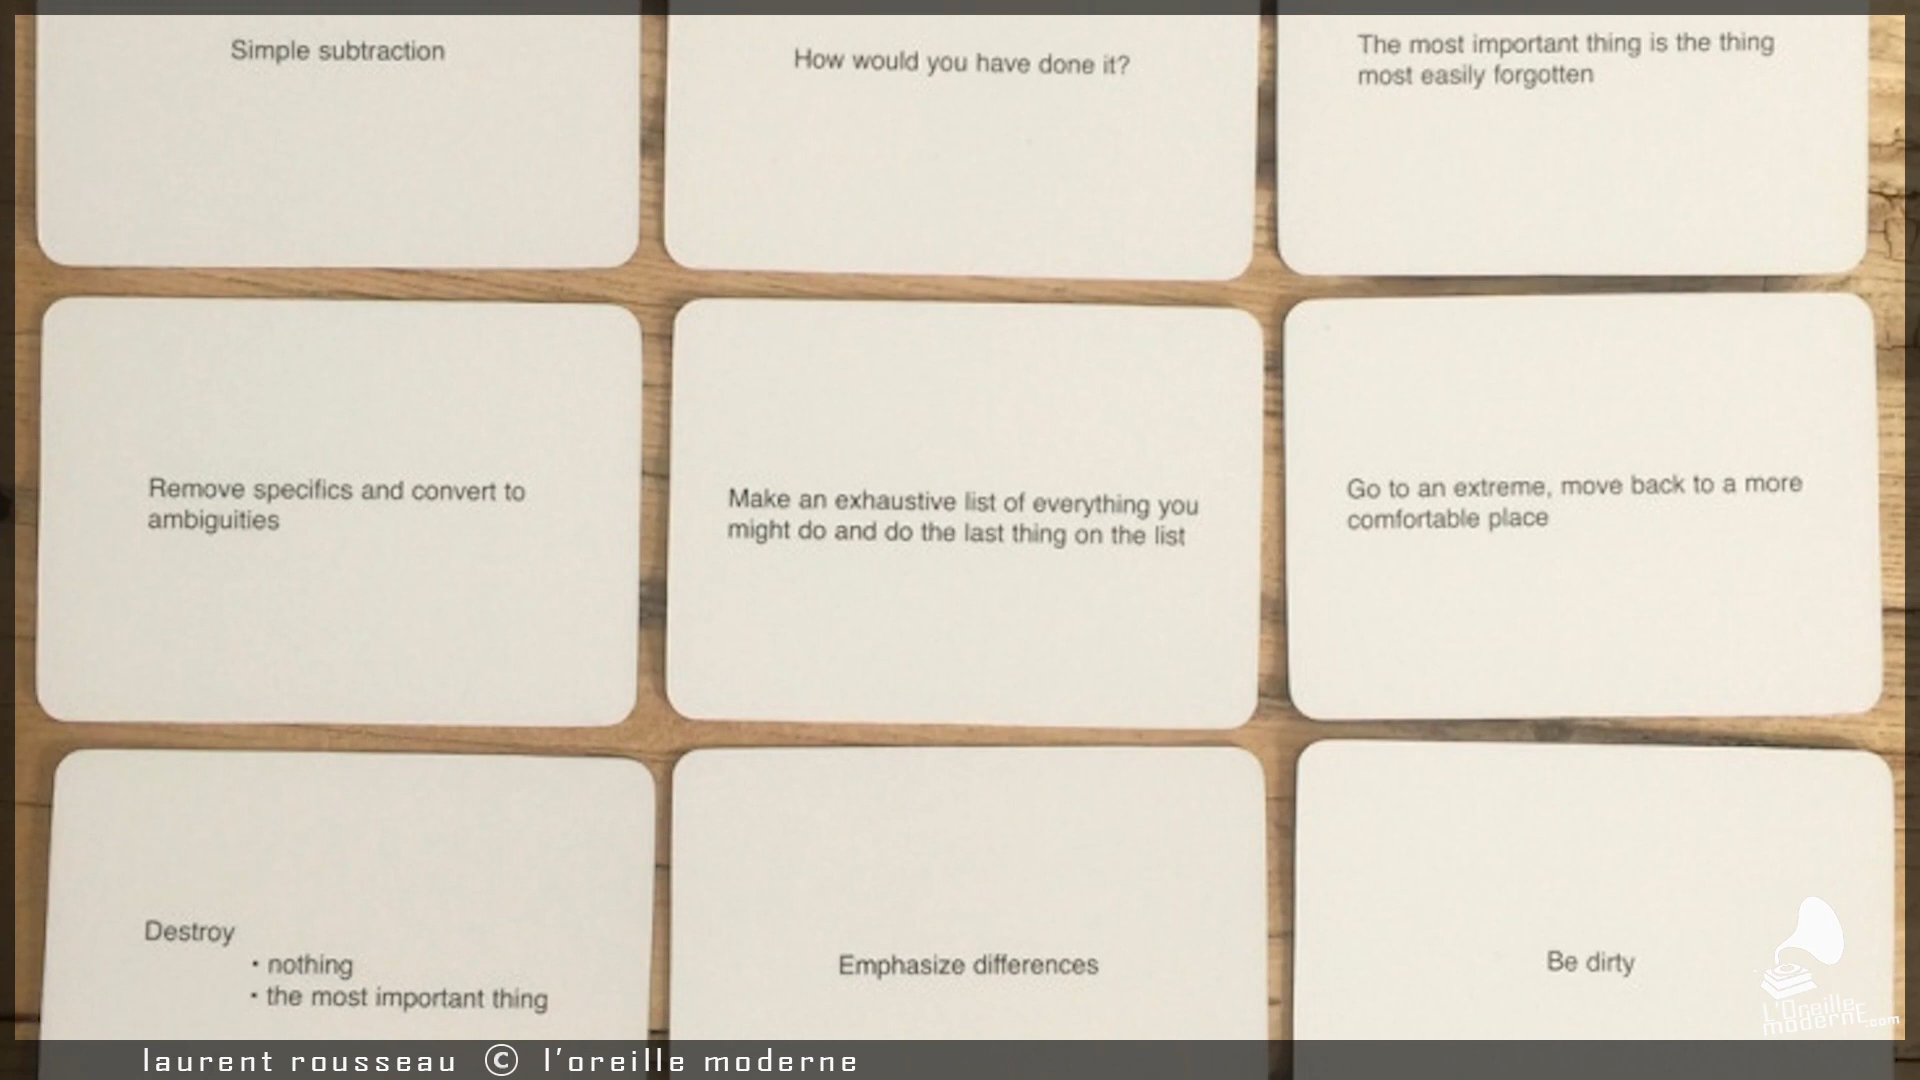 Simple subtraction
How would you have done it?
The most important thing is the thing
most easily forgotten
Remove specifics and convert to
ambiguities
Make an exhaustive list of everything you
might do and do the last thing on the list
Go to an extreme, move back to a more
comfortable place
Destroy
• nothing
• the most important thing
Emphasize differences
Be dirty
L'Oreille
moderne.com
laurent rousseau © l'oreille moderne